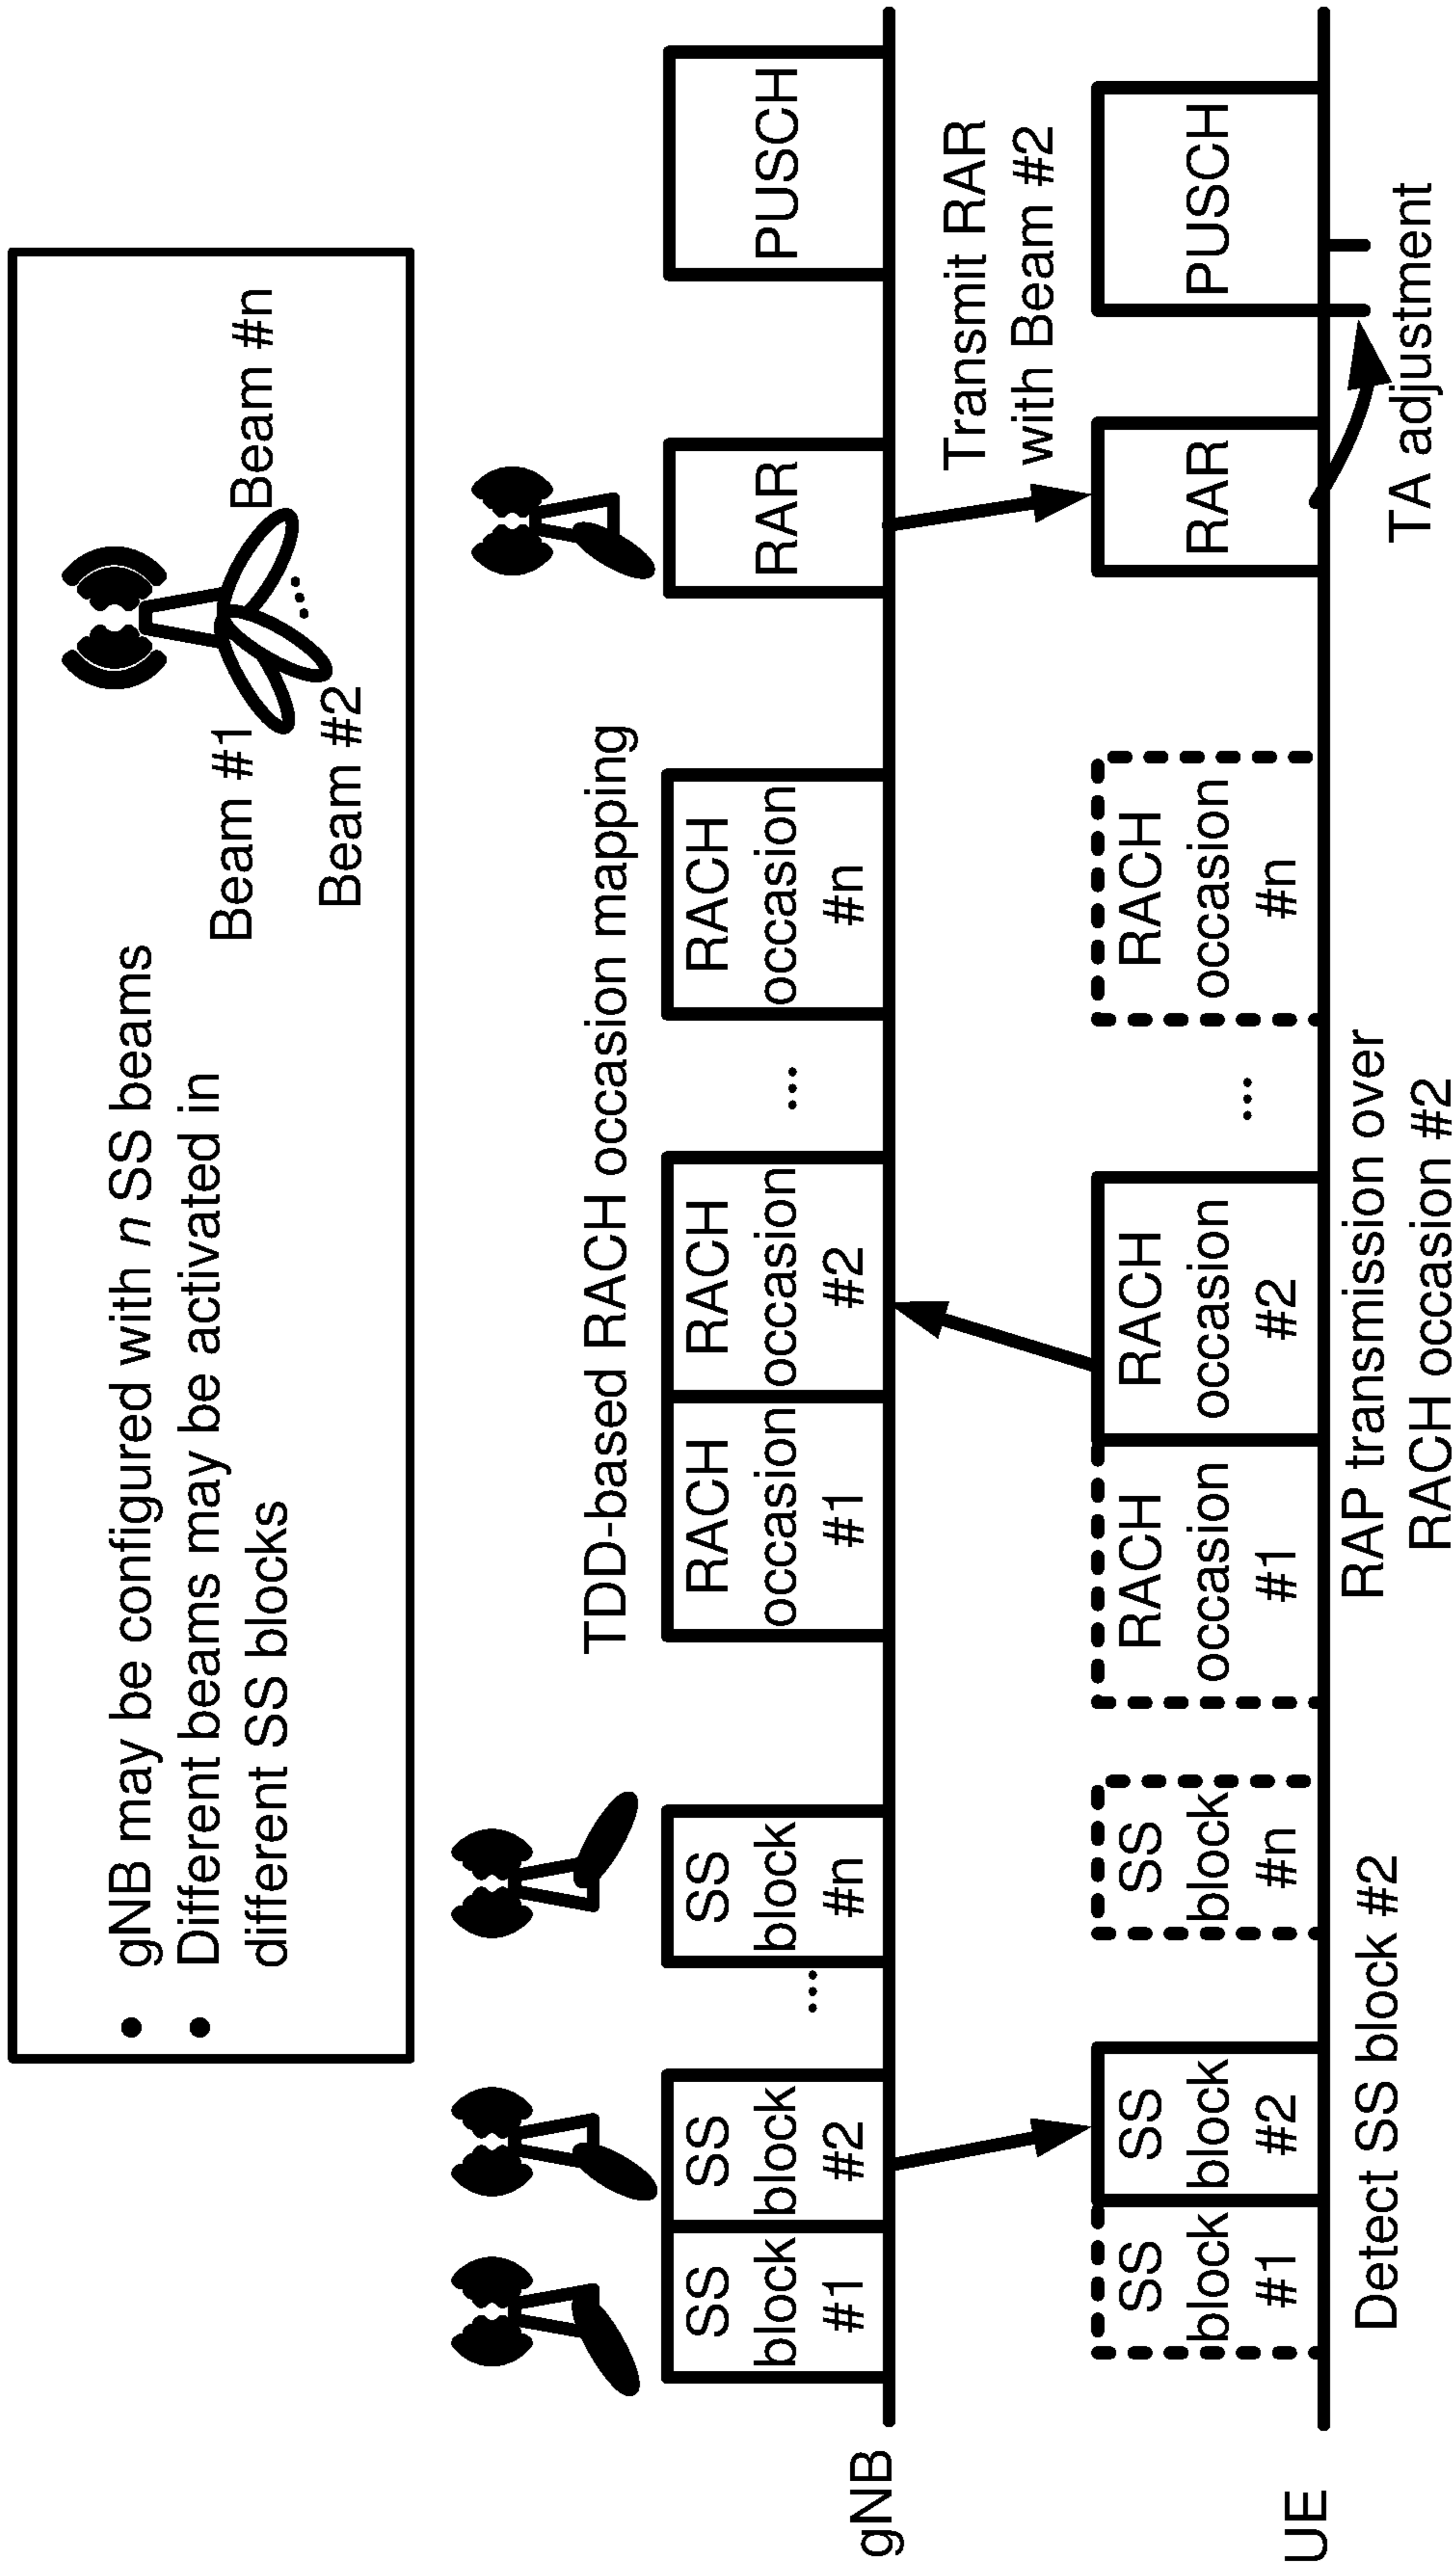 • gNB may be configured with n SS beams
• Different beams may be activated in
different SS blocks
Beam #1
Beam #2
Beam #n
...
TDD-based RACH occasion mapping
gNB
SS
block
#1
SS
block
#2
...
SS
block
#n
RACH
occasion
#1
RACH
occasion
#2
...
RACH
occasion
#n
RAR
PUSCH
Transmit RAR
with Beam #2
UE
SS
block
#1
SS
block
#2
SS
block
#n
RACH
occasion
#1
RACH
occasion
#2
...
RACH
occasion
#n
RAR
PUSCH
Detect SS block #2
RAP transmission over
RACH occasion #2
TA adjustment